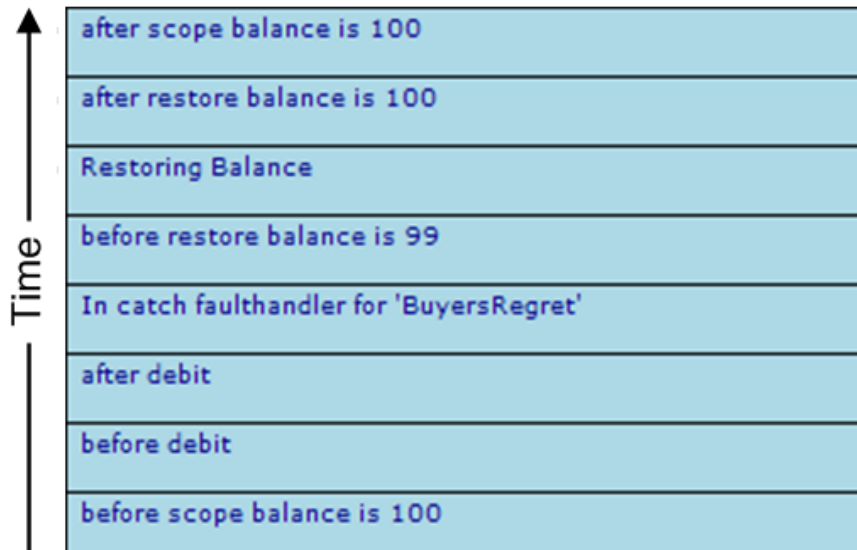 after scope balance is 100
after restore balance is 100
Restoring Balance
before restore balance is 99
In catch faulthandler for 'BuyersRegret'
after debit
before debit
before scope balance is 100
Time